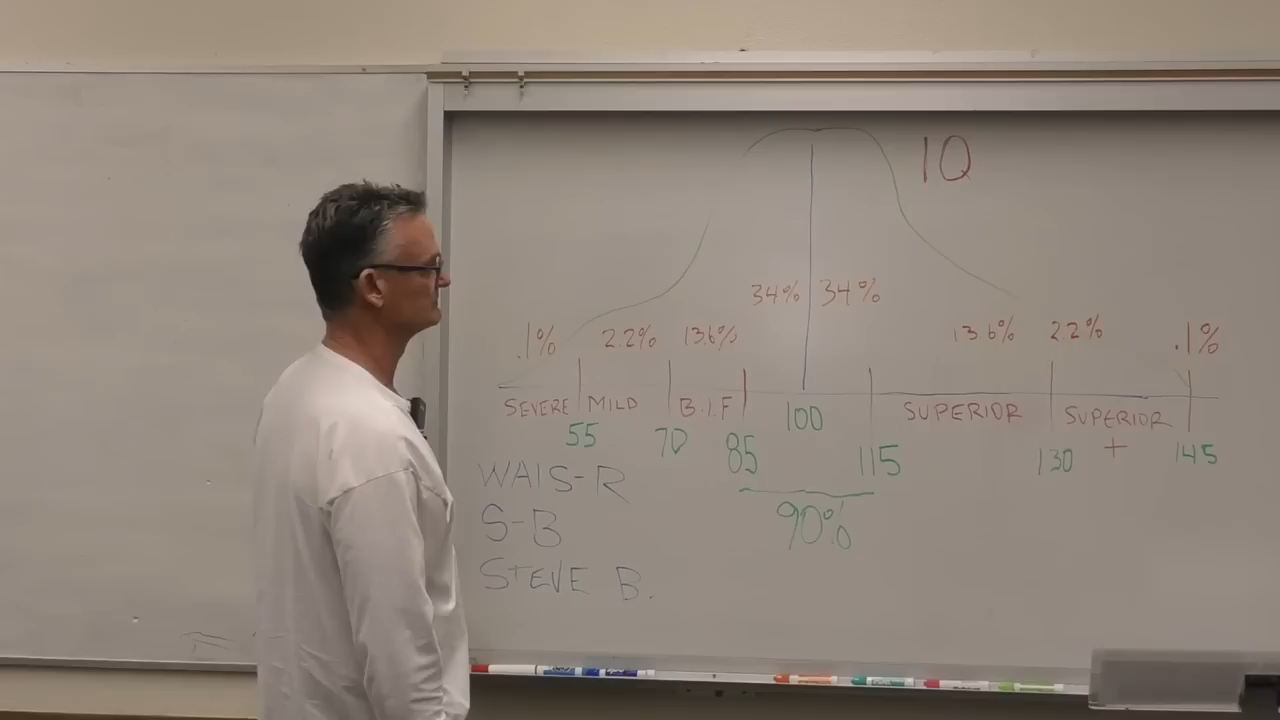 IQ
34% 34%
.1% 2.2% 13.6% 13.6% 2.2% .1%
SEVERE MILD B.I.F 100 SUPERIOR SUPERIOR +
55 70 85 115 130 145
WAIS-R
90%
S-B
STEVE B.